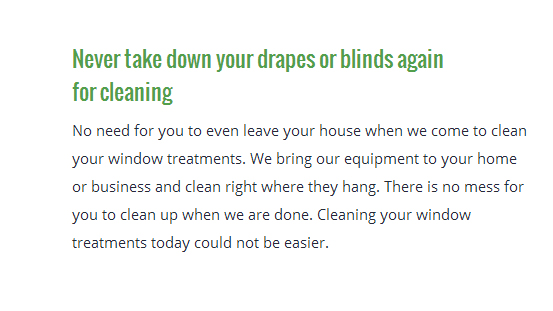 Never take down your drapes or blinds again
for cleaning
No need for you to even leave your house when we come to clean
your window treatments. We bring our equipment to your home
or business and clean right where they hang. There is no mess for
you to clean up when we are done. Cleaning your window
treatments today could not be easier.